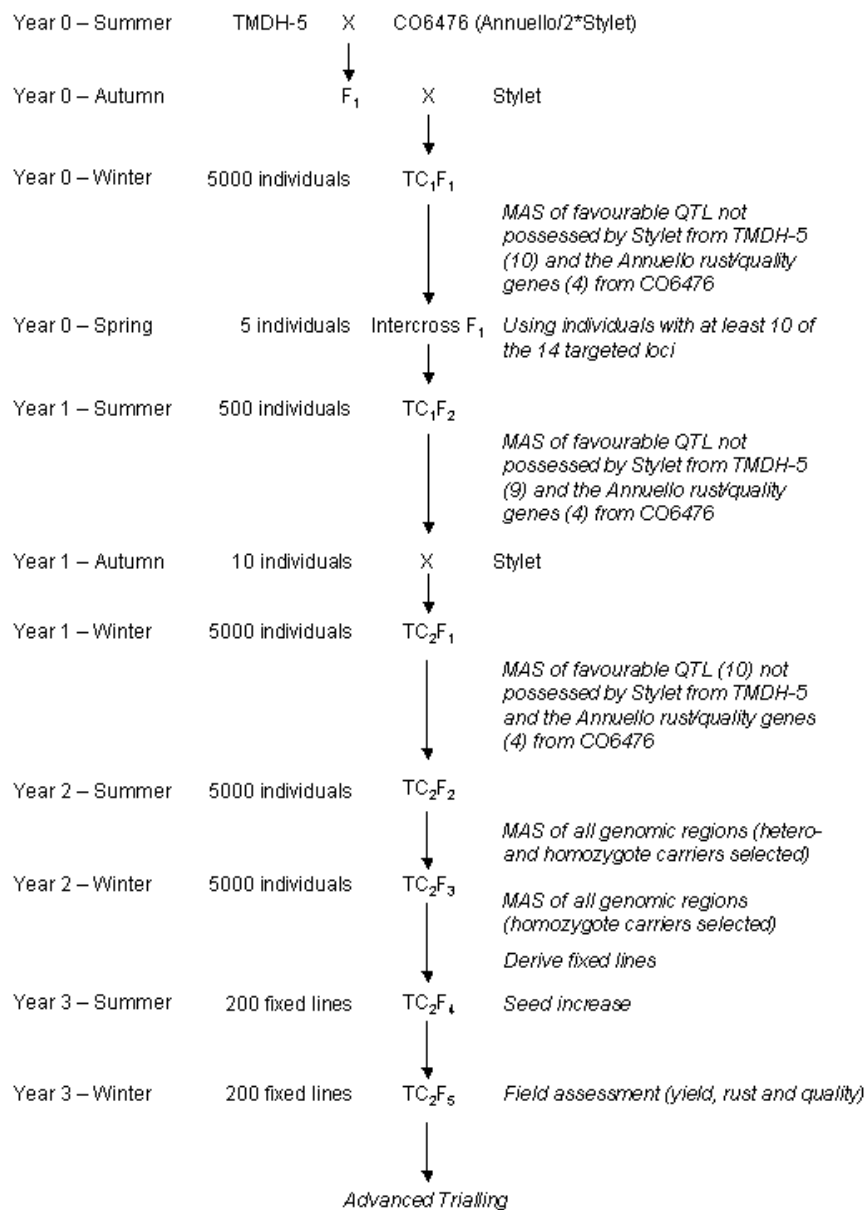 Year 0 – Summer TMDH-5 X CO6476 (Annuello/2*Stylet)
Year 0 – Autumn F1 X Stylet
Year 0 – Winter 5000 individuals TC1F1
MAS of favourable QTL not
possessed by Stylet from TMDH-5
(10) and the Annuello rust/quality
genes (4) from CO6476
Year 0 – Spring 5 individuals Intercross F1 Using individuals with at least 10 of
the 14 targeted loci
Year 1 – Summer 500 individuals TC1F2
MAS of favourable QTL not
possessed by Stylet from TMDH-5
(9) and the Annuello rust/quality
genes (4) from CO6476
Year 1 – Autumn 10 individuals X Stylet
Year 1 – Winter 5000 individuals TC2F1
MAS of favourable QTL (10) not
possessed by Stylet from TMDH-5
and the Annuello rust/quality genes
(4) from CO6476
Year 2 – Summer 5000 individuals TC2F2
MAS of all genomic regions (hetero-
and homozygote carriers selected)
Year 2 – Winter 5000 individuals TC2F3
MAS of all genomic regions
(homozygote carriers selected)
Derive fixed lines
Year 3 – Summer 200 fixed lines TC2F4 Seed increase
Year 3 – Winter 200 fixed lines TC2F5 Field assessment (yield, rust and quality)
Advanced Trialling